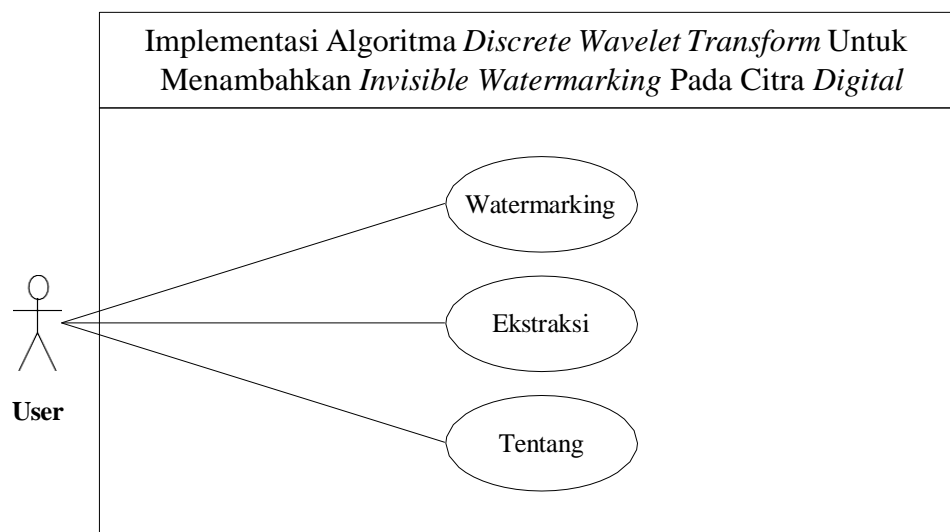 Implementasi Algoritma Discrete Wavelet Transform Untuk
Menambahkan Invisible Watermarking Pada Citra Digital
Watermarking
Ekstraksi
User
Tentang